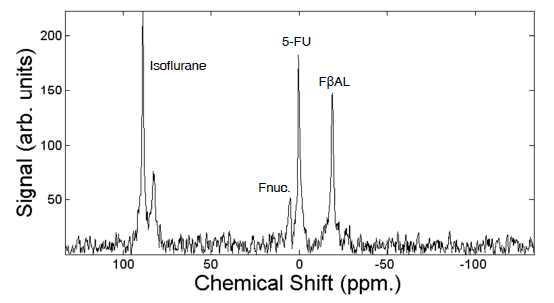 200
150
100
50
Signal (arb. units)
Isoflurane
5-FU
FβAL
Fnuc.
100 50 0 -50 -100
Chemical Shift (ppm.)